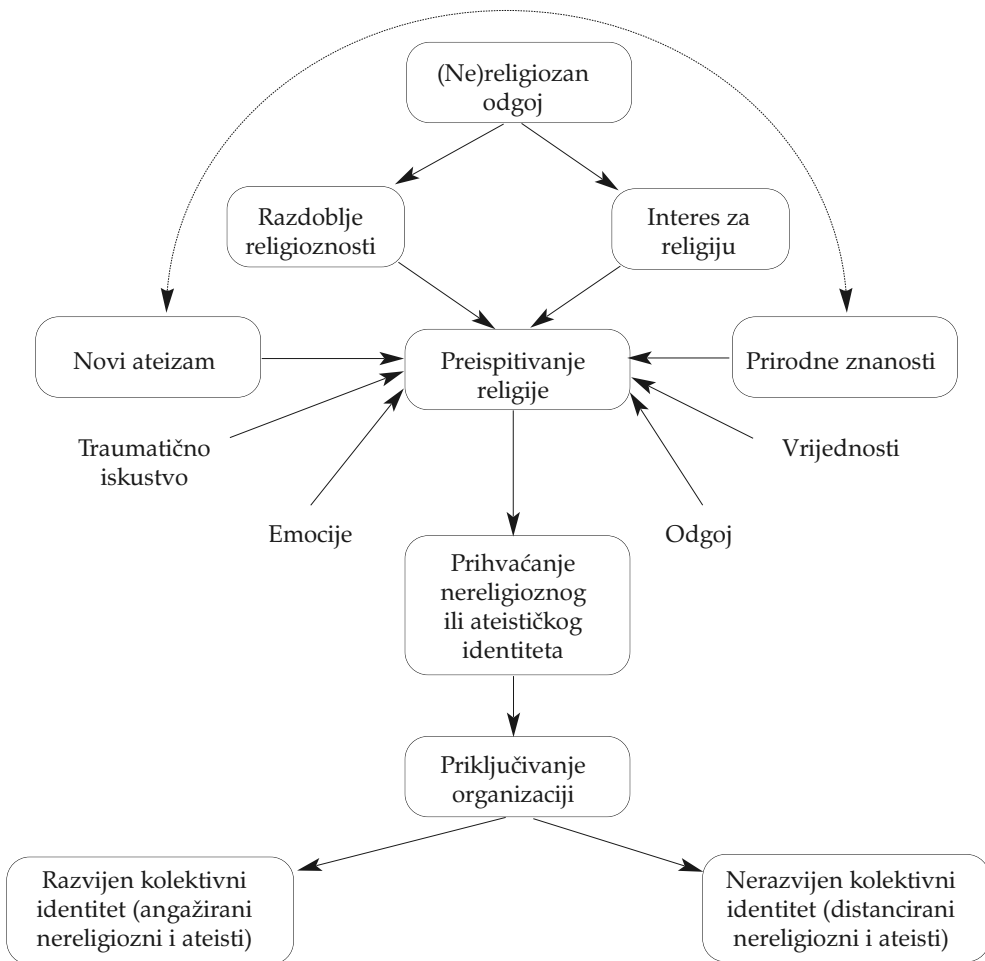 (Ne)religiozan
odgoj
Razdoblje
religioznosti
Interes za
religiju
Novi ateizam
Preispitivanje
religije
Prirodne znanosti
Traumatično
iskustvo
Vrijednosti
Emocije
Odgoj
Prihvaćanje
nereligioznog
ili ateističkog
identiteta
Priključivanje
organizaciji
Razvijen kolektivni
identitet (angažirani
nereligiozni i ateisti)
Nerazvijen kolektivni
identitet (distancirani
nereligiozni i ateisti)